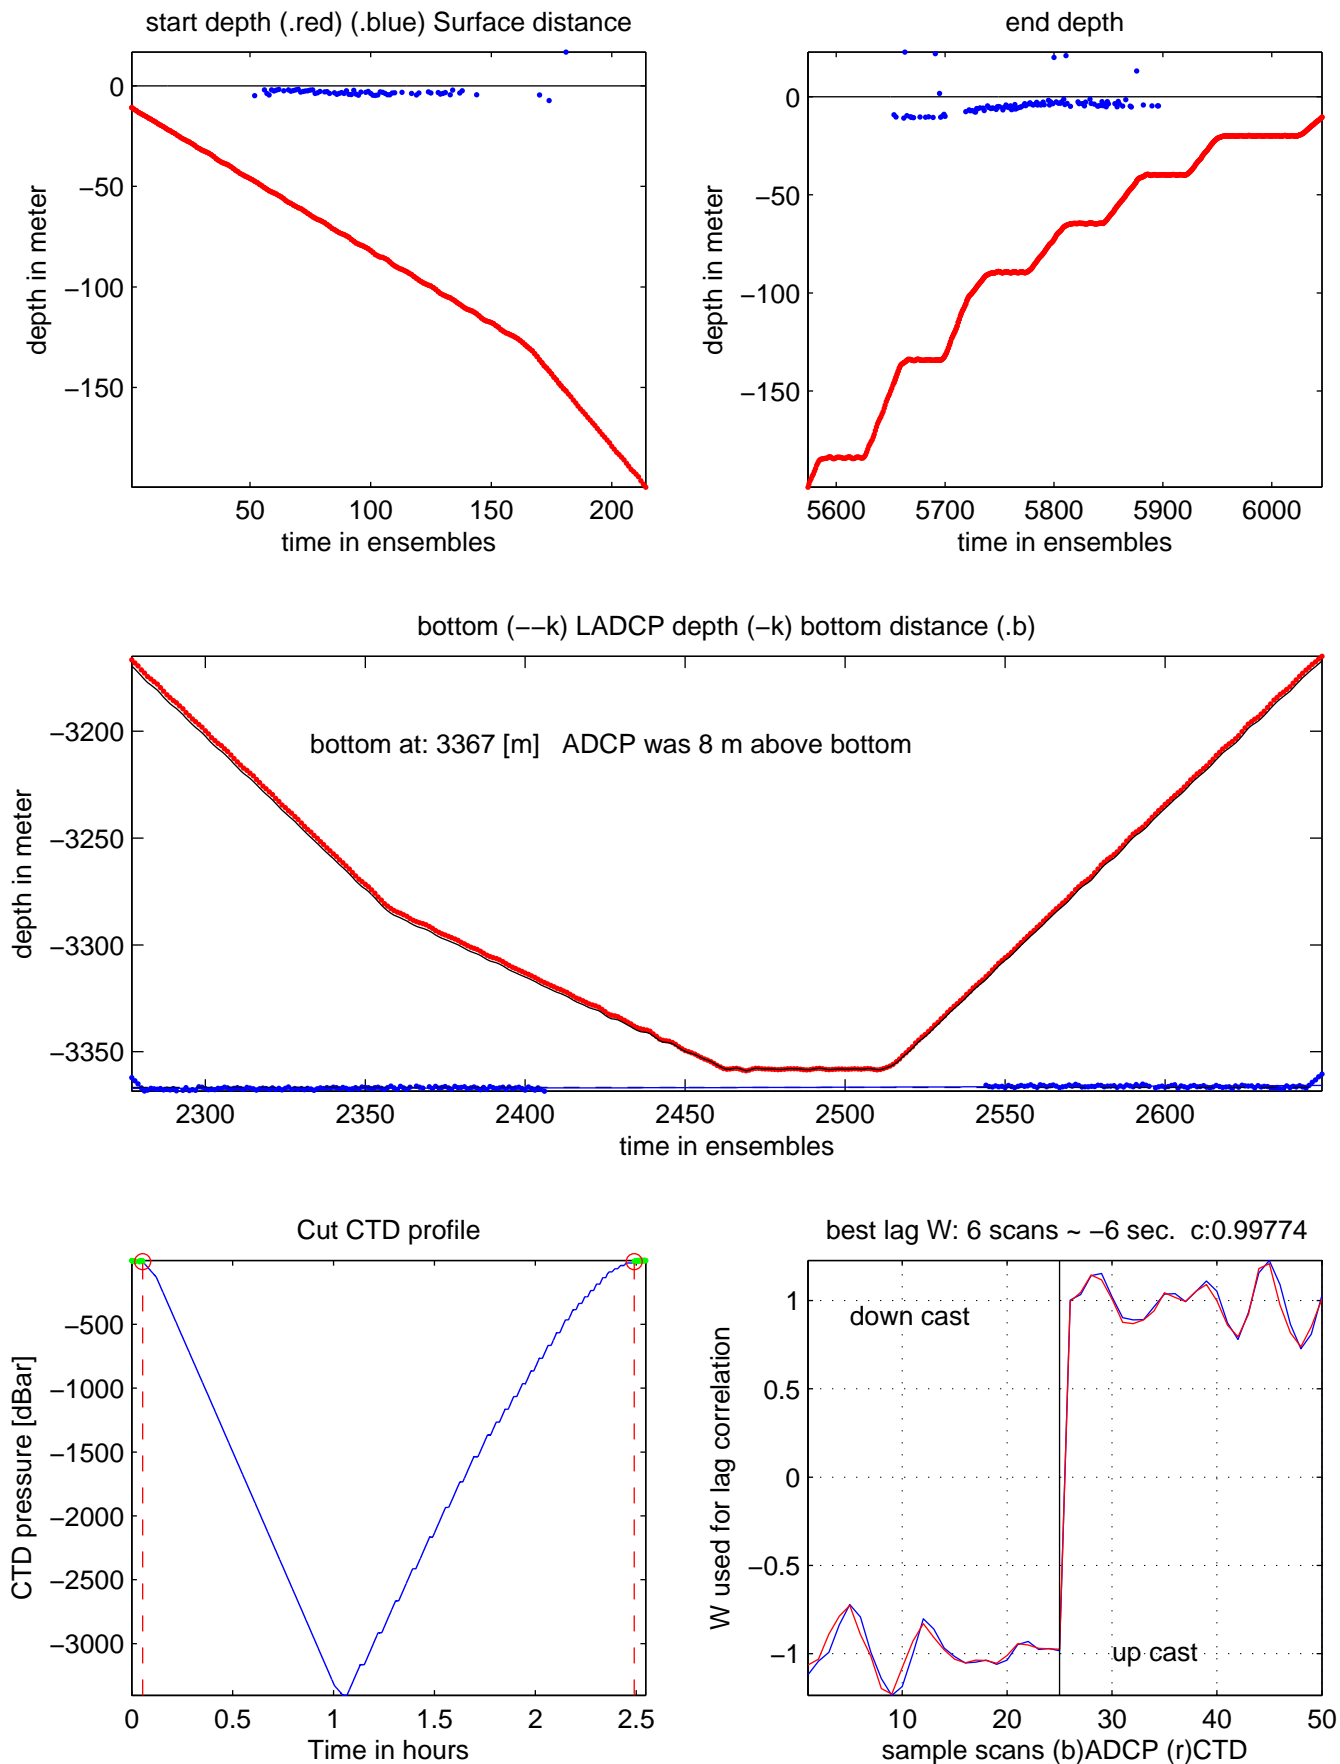 start depth (.red) (.blue) Surface distance
0
−50
−100
−150
depth in meter
50
100
150
200
time in ensembles
end depth
0
−50
−100
−150
depth in meter
5600
5700
5800
5900
6000
time in ensembles
bottom (−−k) LADCP depth (−k) bottom distance (.b)
bottom at: 3367 [m]   ADCP was 8 m above bottom
−3200
−3250
−3300
−3350
depth in meter
2300
2350
2400
2450
2500
2550
2600
time in ensembles
Cut CTD profile
−500
−1000
−1500
−2000
−2500
−3000
CTD pressure [dBar]
0
0.5
1
1.5
2
2.5
Time in hours
best lag W: 6 scans ~ −6 sec.  c:0.99774
down cast
up cast
1
0.5
0
−0.5
−1
W used for lag correlation
10
20
30
40
50
sample scans (b)ADCP (r)CTD